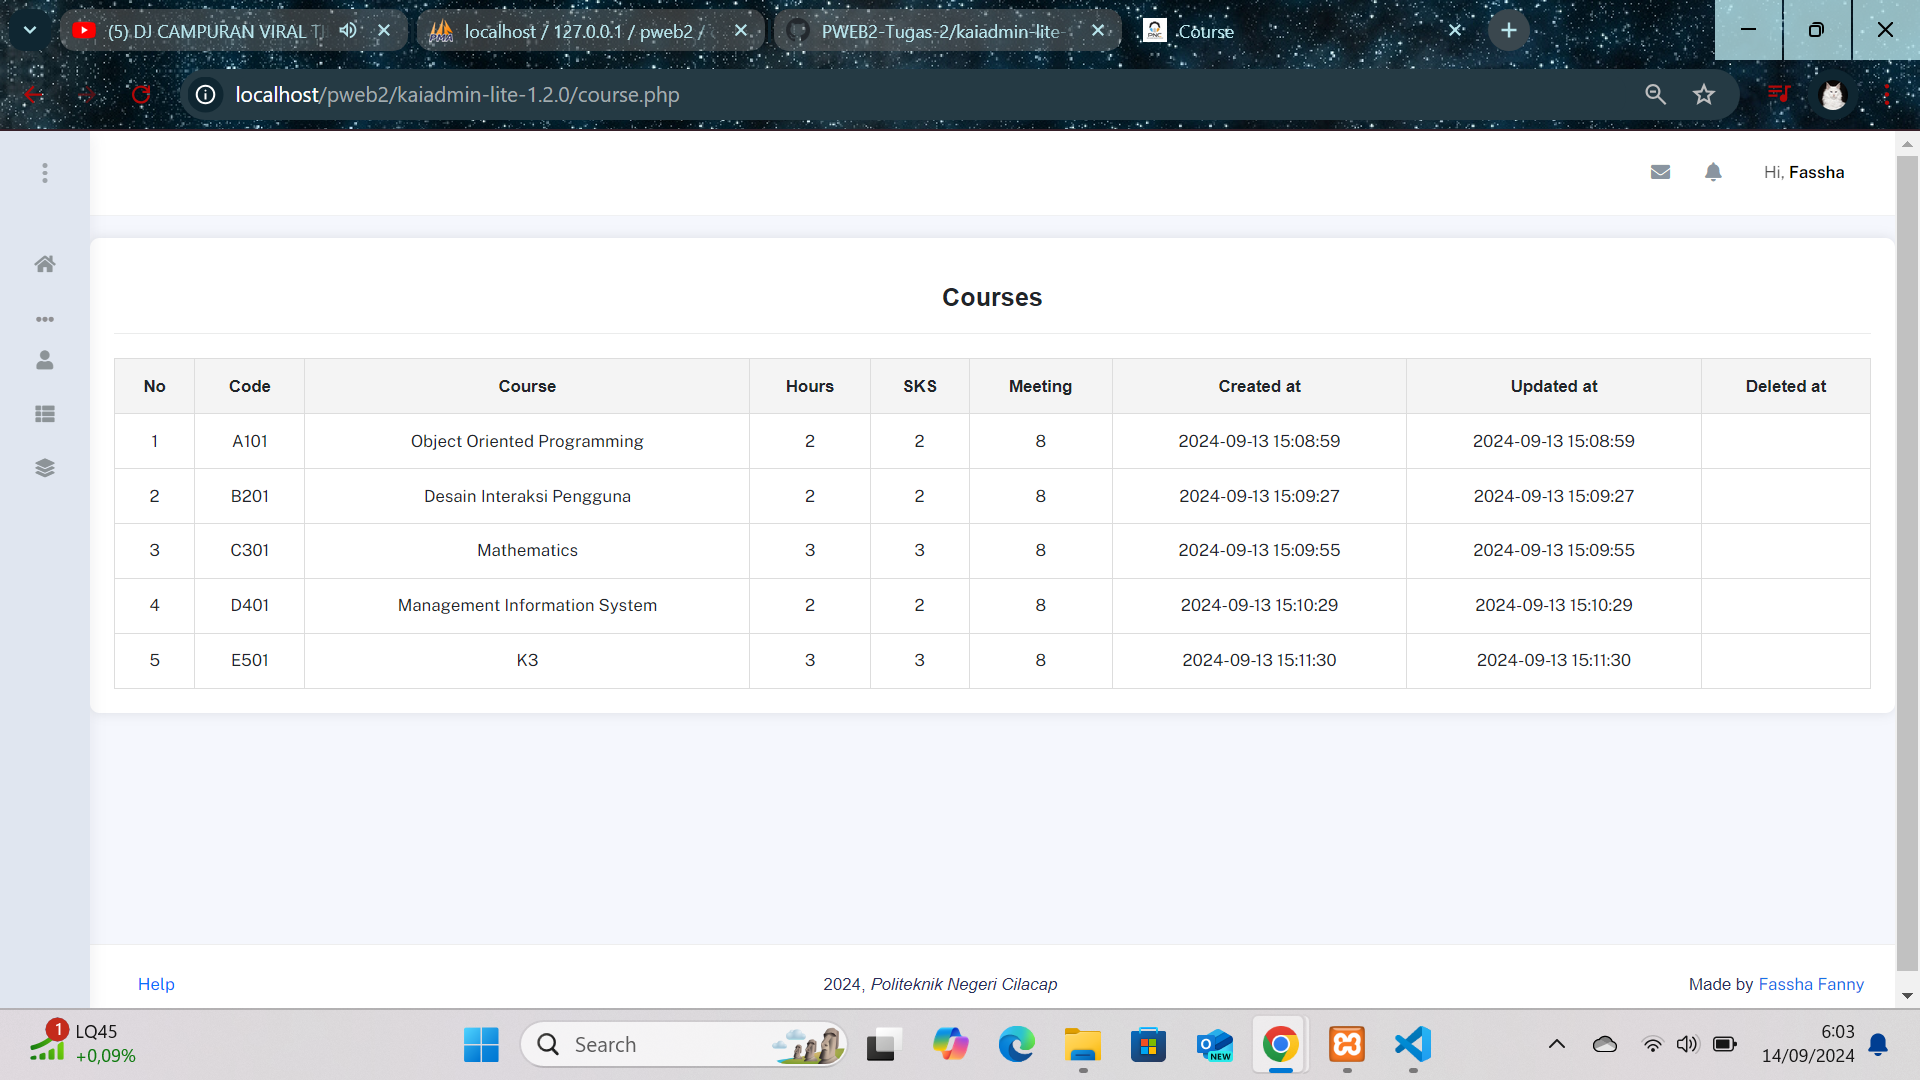 (5) DJ CAMPURAN VIRAL
localhost / 127.0.0.1 / pweb2 /
PWEB2-Tugas-2/kaiadmin-lite-
Course
localhost/pweb2/kaiadmin-lite-1.2.0/course.php
Hi, Fassha
Courses
No Code Course Hours SKS Meeting Created at Updated at Deleted at
1 A101 Object Oriented Programming 2 2 8 2024-09-13 15:08:59 2024-09-13 15:08:59
2 B201 Desain Interaksi Pengguna 2 2 8 2024-09-13 15:09:27 2024-09-13 15:09:27
3 C301 Mathematics 3 3 8 2024-09-13 15:09:55 2024-09-13 15:09:55
4 D401 Management Information System 2 2 8 2024-09-13 15:10:29 2024-09-13 15:10:29
5 E501 K3 3 3 8 2024-09-13 15:11:30 2024-09-13 15:11:30
Help 2024, Politeknik Negeri Cilacap Made by Fassha Fanny
1 LQ45
+0,09%
Search
NEW
6:03
14/09/2024